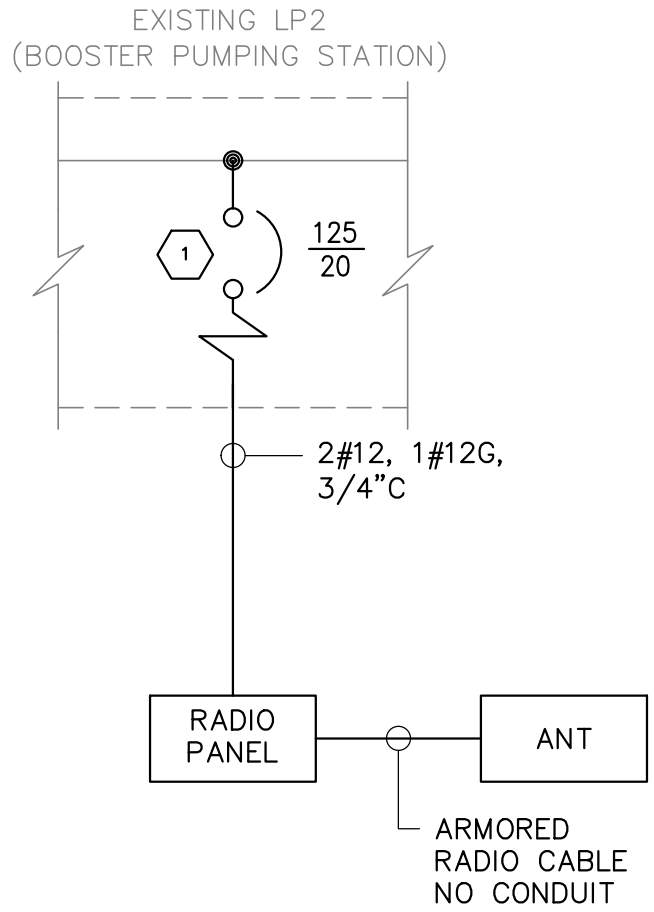 EXISTING LP2
(BOOSTER PUMPING STATION)
1
125
20
2#12, 1#12G,
3/4"C
RADIO
PANEL
ANT
ARMORED
RADIO CABLE
NO CONDUIT